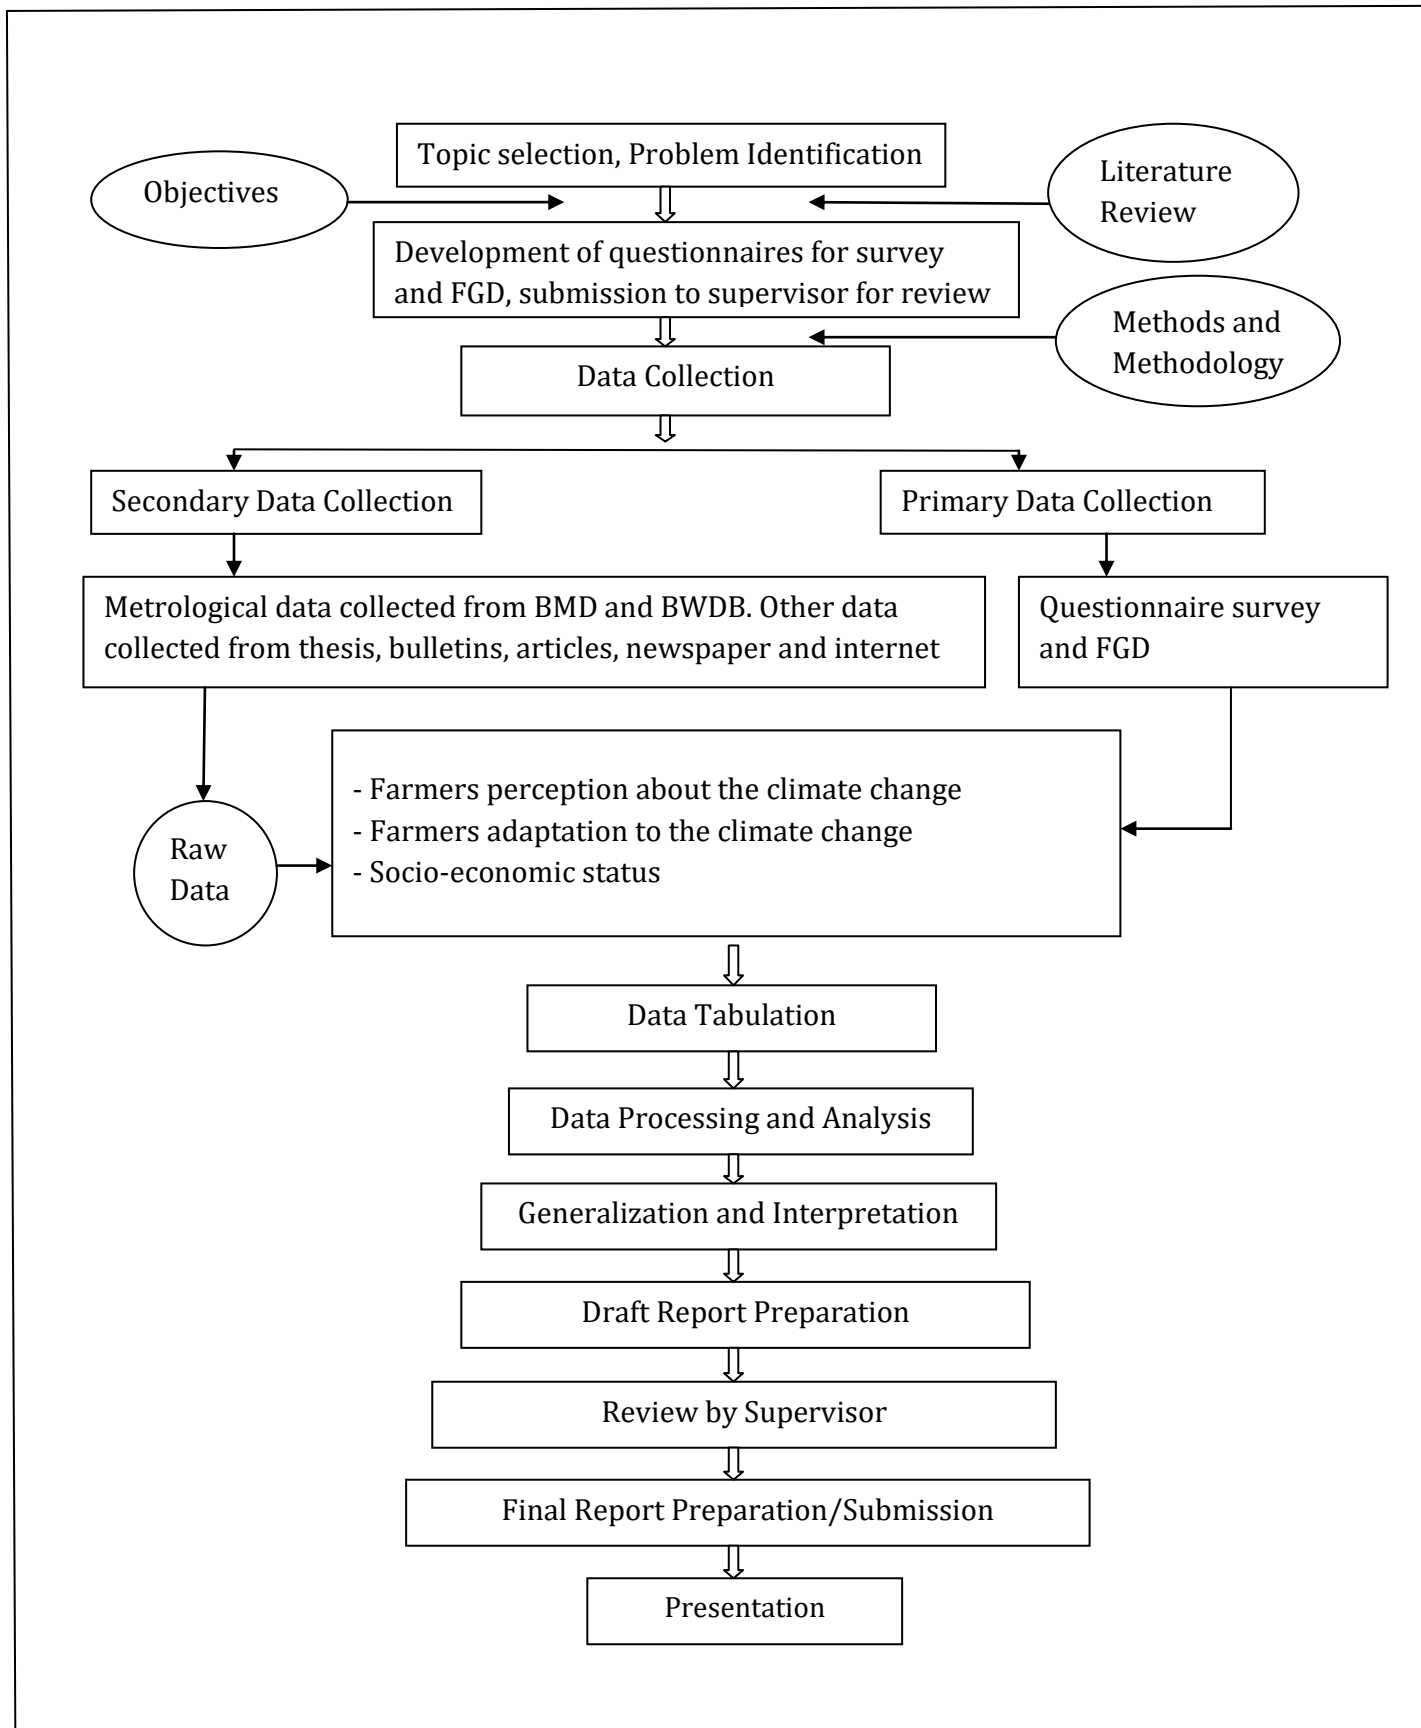 Topic selection, Problem Identification
Objectives
Literature
Review
Development of questionnaires for survey
and FGD, submission to supervisor for review
Methods and
Methodology
Data Collection
Secondary Data Collection
Primary Data Collection
Metrological data collected from BMD and BWDB. Other data
collected from thesis, bulletins, articles, newspaper and internet
Questionnaire survey
and FGD
- Farmers perception about the climate change
- Farmers adaptation to the climate change
- Socio-economic status
Raw
Data
Data Tabulation
Data Processing and Analysis
Generalization and Interpretation
Draft Report Preparation
Review by Supervisor
Final Report Preparation/Submission
Presentation